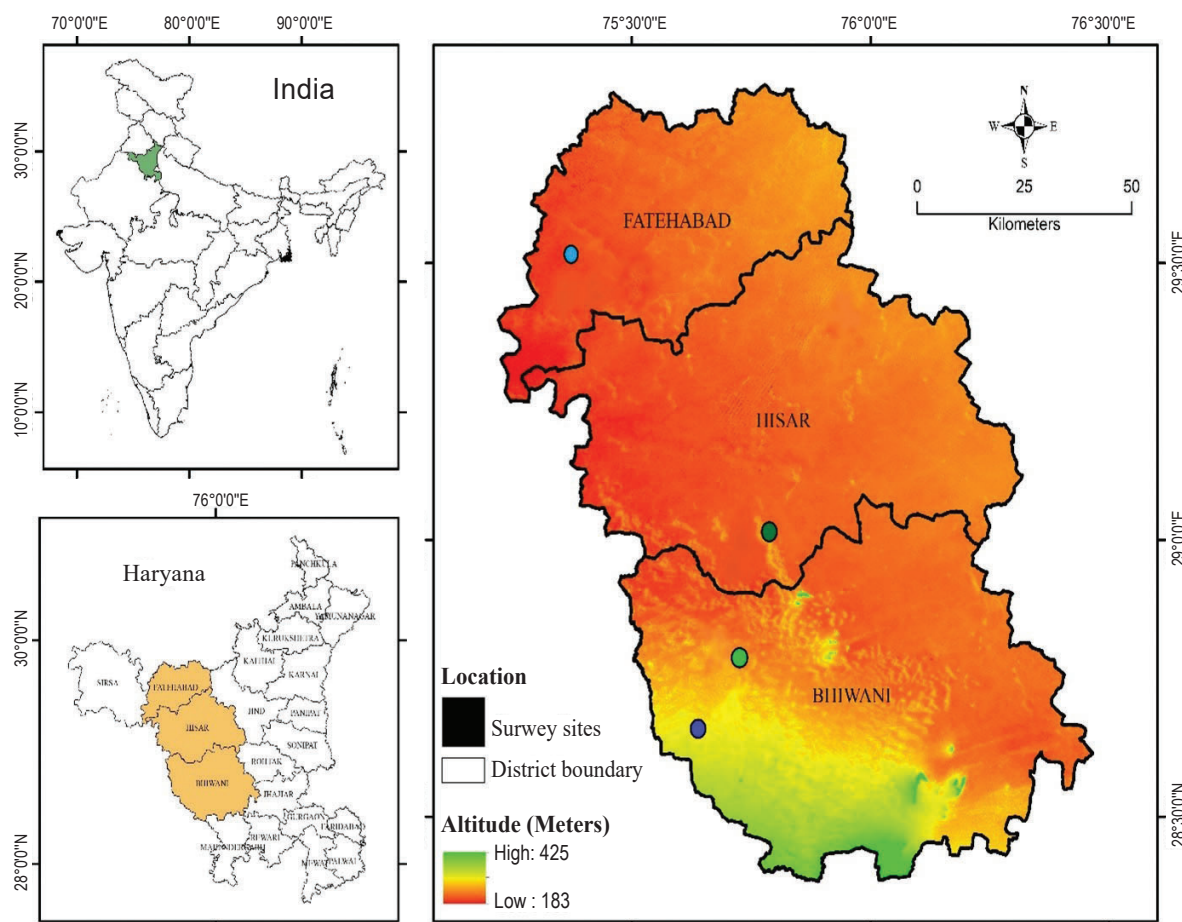 70°0'0"E 80°0'0"E 90°0'0"E
India
30°0'0"N
20°0'0"N
10°0'0"N
76°0'0"E
Haryana
PANCHKULA
AMBALA
YAMUNANAGAR
KURUKSHETRA
KAITHAL
KARNAL
SIRSA
FATEHABAD
HISAR
JIND
PANIPAT
SONIPAT
ROHTAK
BHIWANI
JHAJJAR
GURGAON
FARIDABAD
REWARI
MAHANDERGARH
MEWAT
PALWAL
30°0'0"N
28°0'0"N
75°30'0"E 76°0'0"E 76°30'0"E
N
W E
S
0 25 50
Kilometers
FATEHABAD
HISAR
BHIWANI
29°30'0"E
29°0'0"E
28°30'0"N
Location
Surwey sites
District boundary
Altitude (Meters)
High: 425
Low : 183